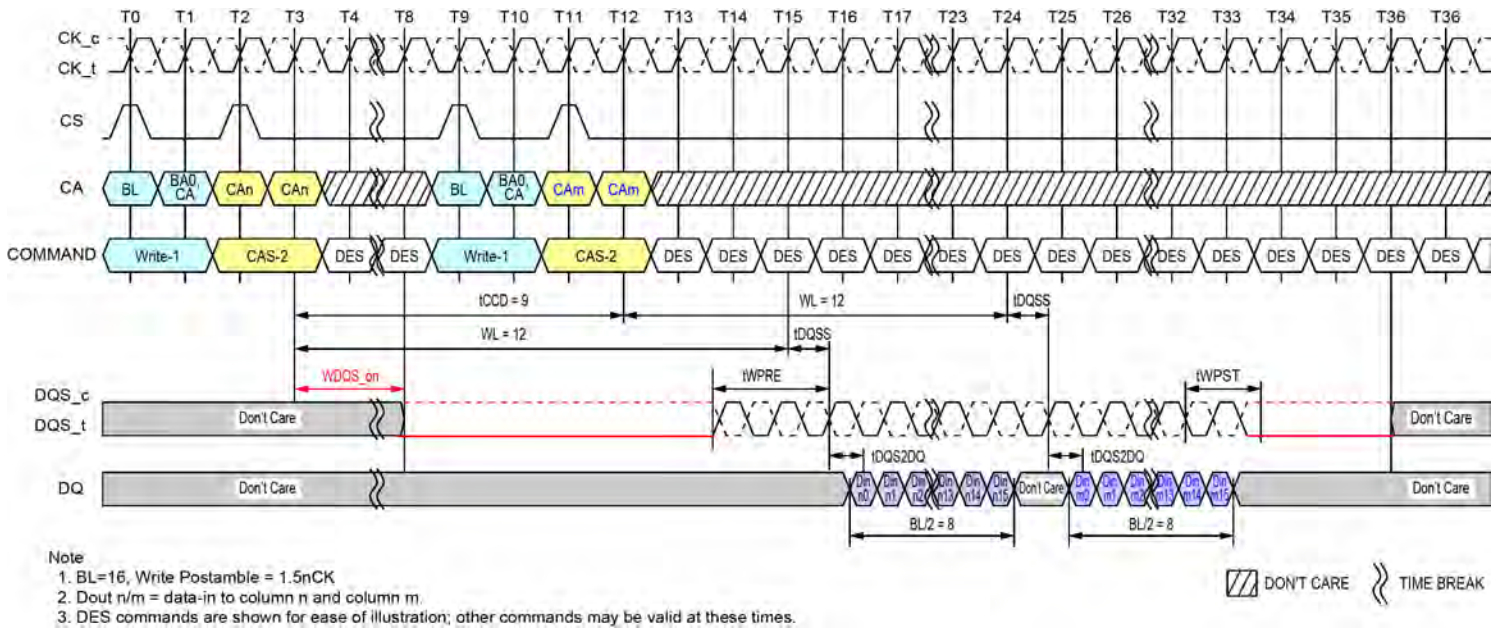 T0 T1 T2 T3 T4 T8 T9 T10 T11 T12 T13 T14 T15 T16 T17 T23 T24 T25 T26 T32 T33 T34 T35 T36 T36
CK_c
CK_t
CS
CA BL BA0, CA CAn CAn BL BA0, CA CAm CAm
COMMAND Write-1 CAS-2 DES DES Write-1 CAS-2 DES DES DES DES DES DES DES DES DES DES DES DES DES DES DES
tCCD = 9 WL = 12 tDQSS
WL = 12 tDQSS
WDQS_on tWPRE tWPST
DQS_c
DQS_t Don't Care Don't Care
tDQS2DQ tDQS2DQ
DQ Don't Care Din n0 Din n1 Din n2 Din n13 Din n14 Din n15 Don't Care Din m0 Din m1 Din m2 Din m13 Din m14 Din m15 Don't Care
BL/2 = 8 BL/2 = 8
Note
1. BL=16, Write Postamble = 1.5nCK
2. Dout n/m = data-in to column n and column m.
3. DES commands are shown for ease of illustration; other commands may be valid at these times.
DON'T CARE TIME BREAK